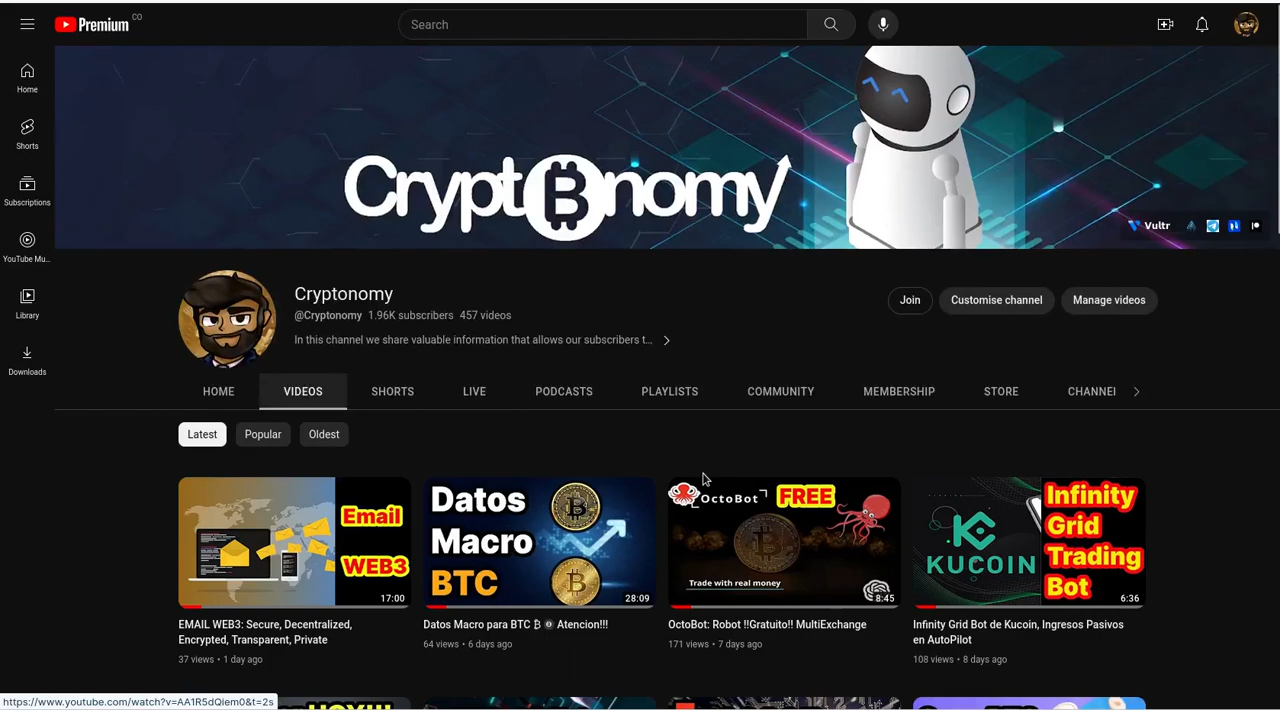 Premium CO
Search
Home
Shorts
Subscriptions
YouTube Mu...
Library
Downloads
Cryptonomy
Vultr
Cryptonomy
@Cryptonomy 1.96K subscribers 457 videos
In this channel we share valuable information that allows our subscribers t...
Join
Customise channel
Manage videos
HOME
VIDEOS
SHORTS
LIVE
PODCASTS
PLAYLISTS
COMMUNITY
MEMBERSHIP
STORE
CHANNE
Latest
Popular
Oldest
Email
WEB3
17:00
EMAIL WEB3: Secure, Decentralized,
Encrypted, Transparent, Private
37 views • 1 day ago
Datos
Macro
BTC
28:09
Datos Macro para BTC ₿ Atencion!!!
64 views • 6 days ago
OctoBot
FREE
Trade with real money
8:45
OctoBot: Robot !!Gratuito!! MultiExchange
171 views • 7 days ago
KUCOIN
Infinity
Grid
Trading
Bot
6:36
Infinity Grid Bot de Kucoin, Ingresos Pasivos
en AutoPilot
108 views • 8 days ago
https://www.youtube.com/watch?v=AA1R5dQiem0&t=2s